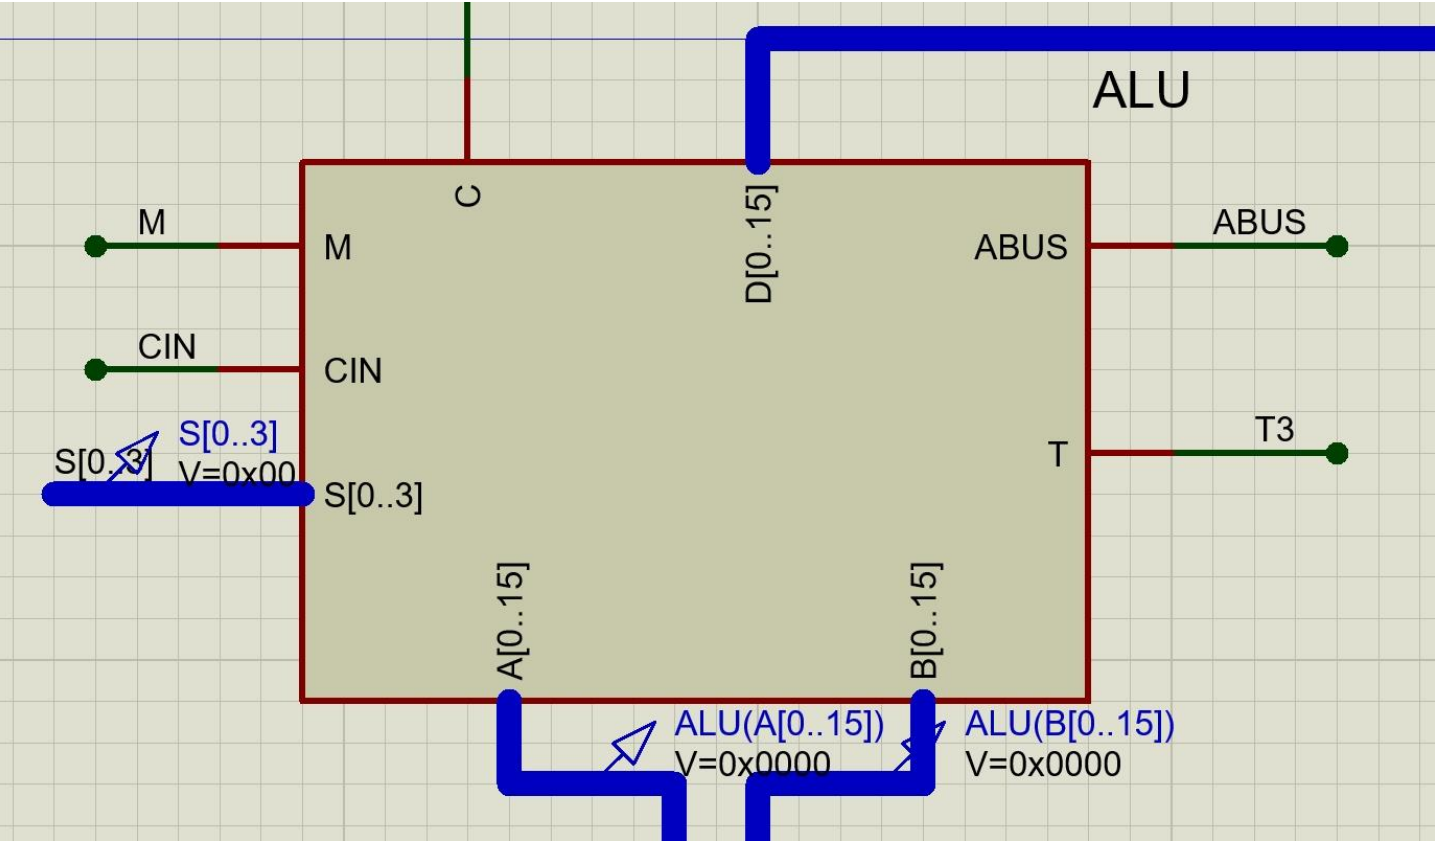 ALU
C
D[0..15]
M
M
ABUS
ABUS
CIN
CIN
S[0..3]
S[0..3]
V=0x00
S[0..3]
T
T3
A[0..15]
B[0..15]
ALU(A[0..15])
V=0x0000
ALU(B[0..15])
V=0x0000